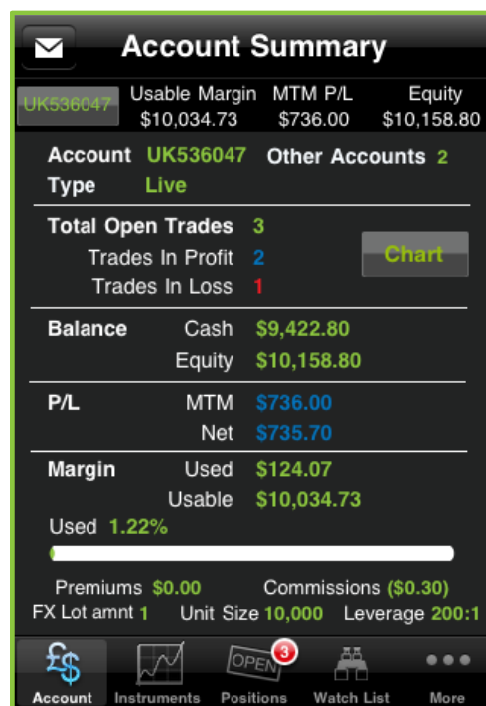 Account Summary
UK536047 Usable Margin MTM P/L Equity
$10,034.73 $736.00 $10,158.80
Account UK536047 Other Accounts 2
Type Live
Total Open Trades 3
Trades In Profit 2
Chart
Trades In Loss 1
Balance Cash $9,422.80
Equity $10,158.80
P/L MTM $736.00
Net $735.70
Margin Used $124.07
Usable $10,034.73
Used 1.22%
Premiums $0.00 Commissions ($0.30)
FX Lot amnt 1 Unit Size 10,000 Leverage 200:1
£$ OPEN 3
Account Instruments Positions Watch List More